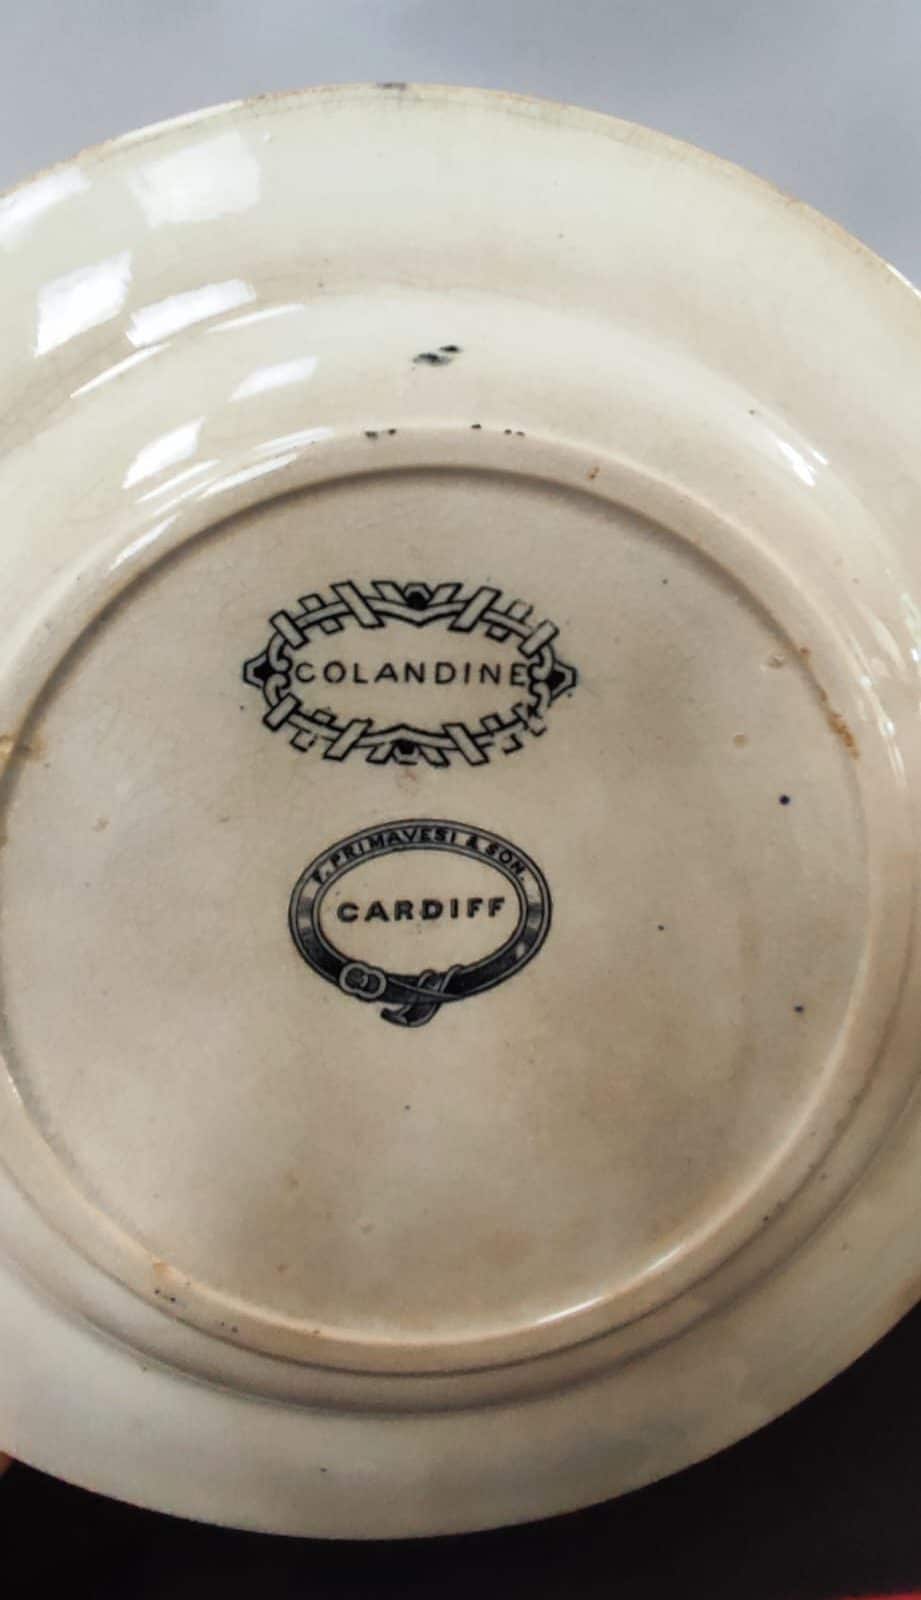 COLANDINE
F. PRIMAVESI & SON.
CARDIFF